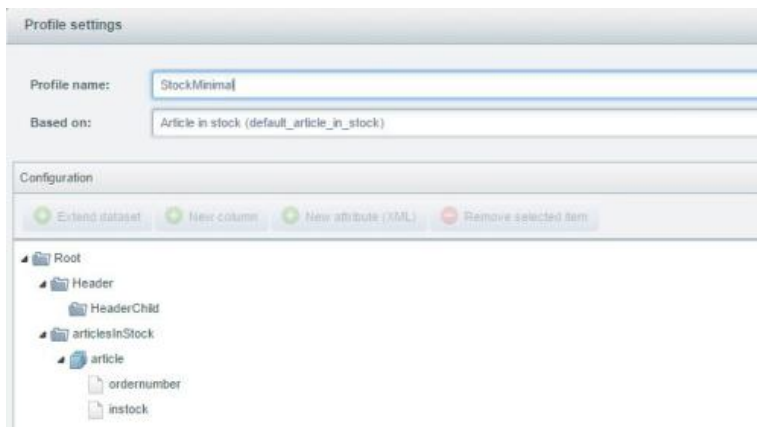 Profile settings
Profile name: StockMinimal
Based on: Article in stock (default_article_in_stock)
Configuration
Extend dataset New column New attribute (XML) Remove selected item
Root
Header
HeaderChild
articlesInStock
article
ordernumber
instock